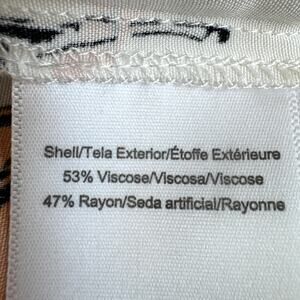 Shell/Tela Exterior/Étoffe Extérieure
53% Viscose/Viscosa/Viscose
47% Rayon/Seda artificial/Rayonne